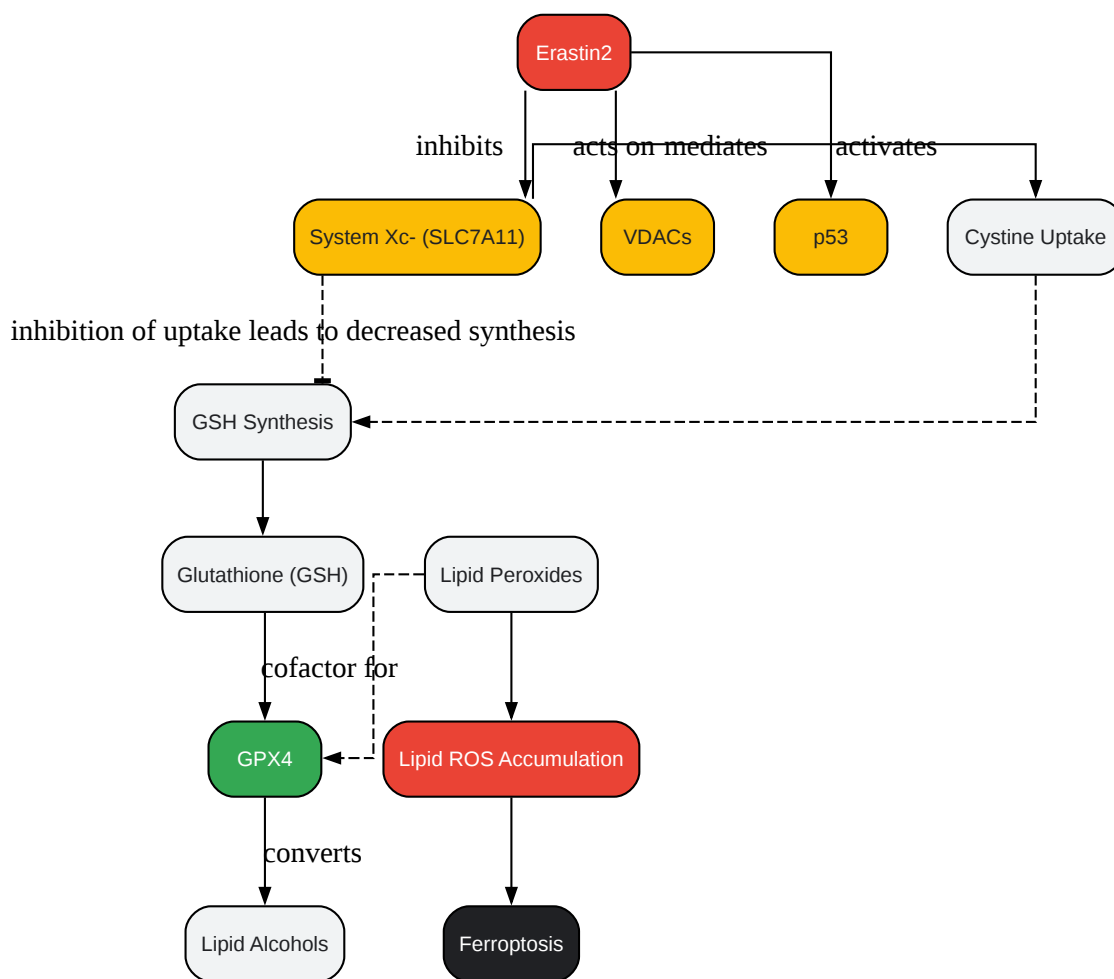 Erastin2
inhibits
acts on
mediates
activates
System Xc- (SLC7A11)
VDACs
p53
Cystine Uptake
inhibition of uptake leads to decreased synthesis
GSH Synthesis
Glutathione (GSH)
Lipid Peroxides
cofactor for
GPX4
Lipid ROS Accumulation
converts
Lipid Alcohols
Ferroptosis